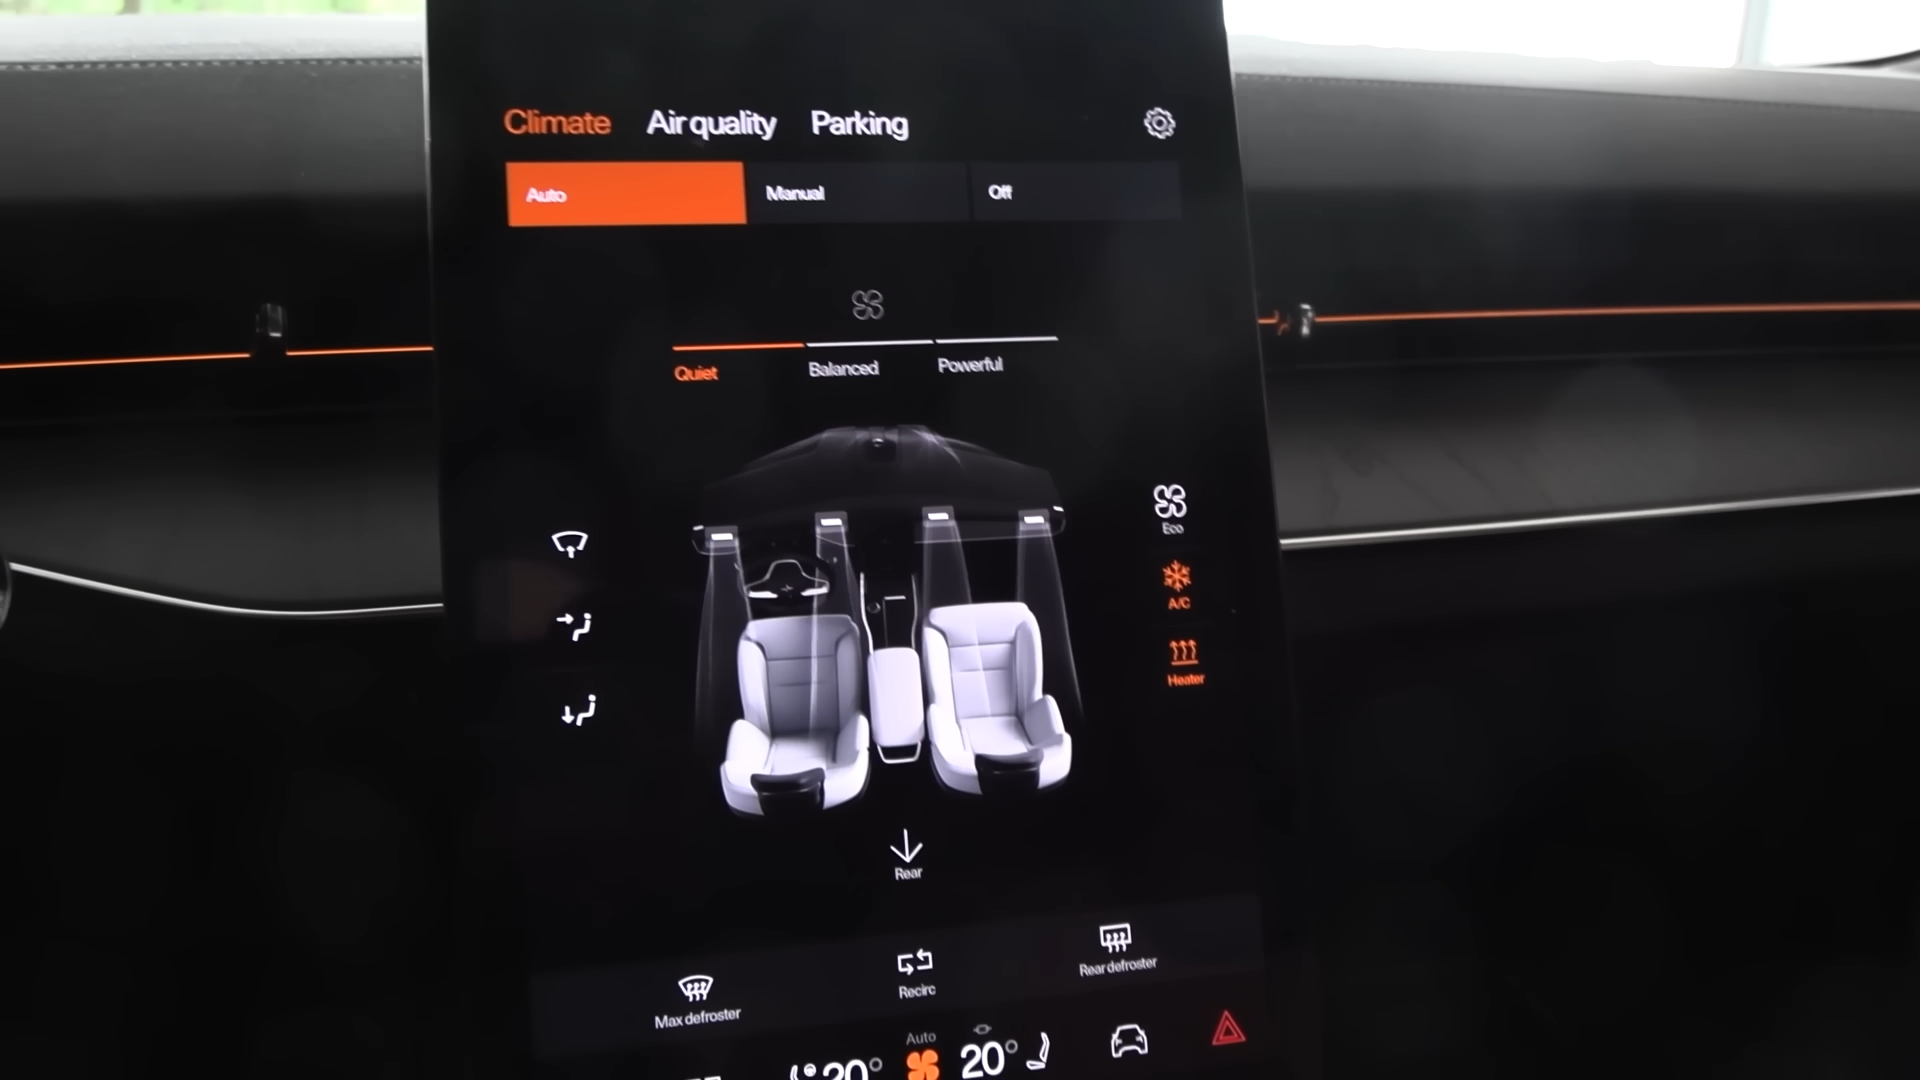 Climate Air quality Parking
Auto Manual Off
Quiet Balanced Powerful
Eco
A/C
Heater
Rear
Max defroster Recirc Rear defroster
Auto
20° 20°